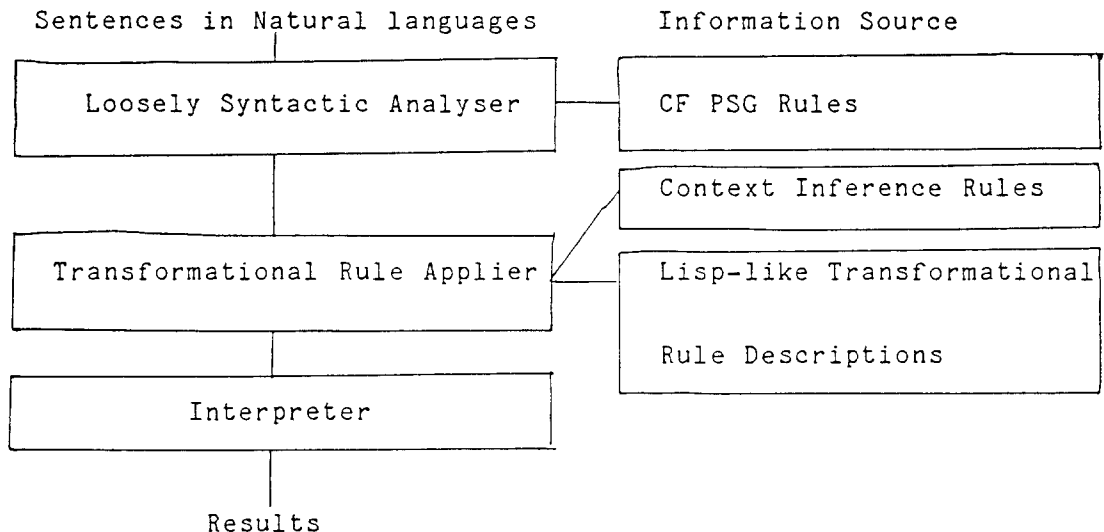 Sentences in Natural languages
Information Source
Loosely Syntactic Analyser
CF PSG Rules
Context Inference Rules
Transformational Rule Applier
Lisp-like Transformational
Rule Descriptions
Interpreter
Results